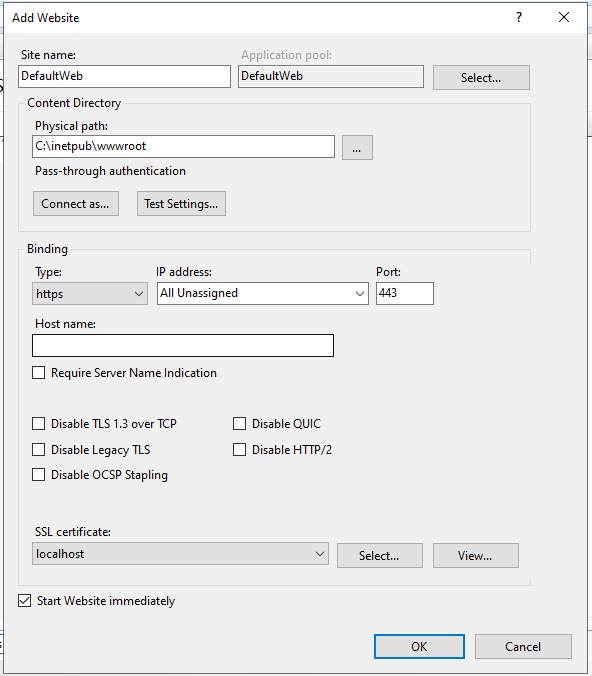 Add Website
?
Site name:
Application pool:
DefaultWeb
DefaultWeb
Select...
Content Directory
Physical path:
C:\inetpub\wwwroot
...
Pass-through authentication
Connect as...
Test Settings...
Binding
Type:
IP address:
Port:
https
All Unassigned
443
Host name:
Require Server Name Indication
Disable TLS 1.3 over TCP
Disable QUIC
Disable Legacy TLS
Disable HTTP/2
Disable OCSP Stapling
SSL certificate:
localhost
Select...
View...
Start Website immediately
OK
Cancel